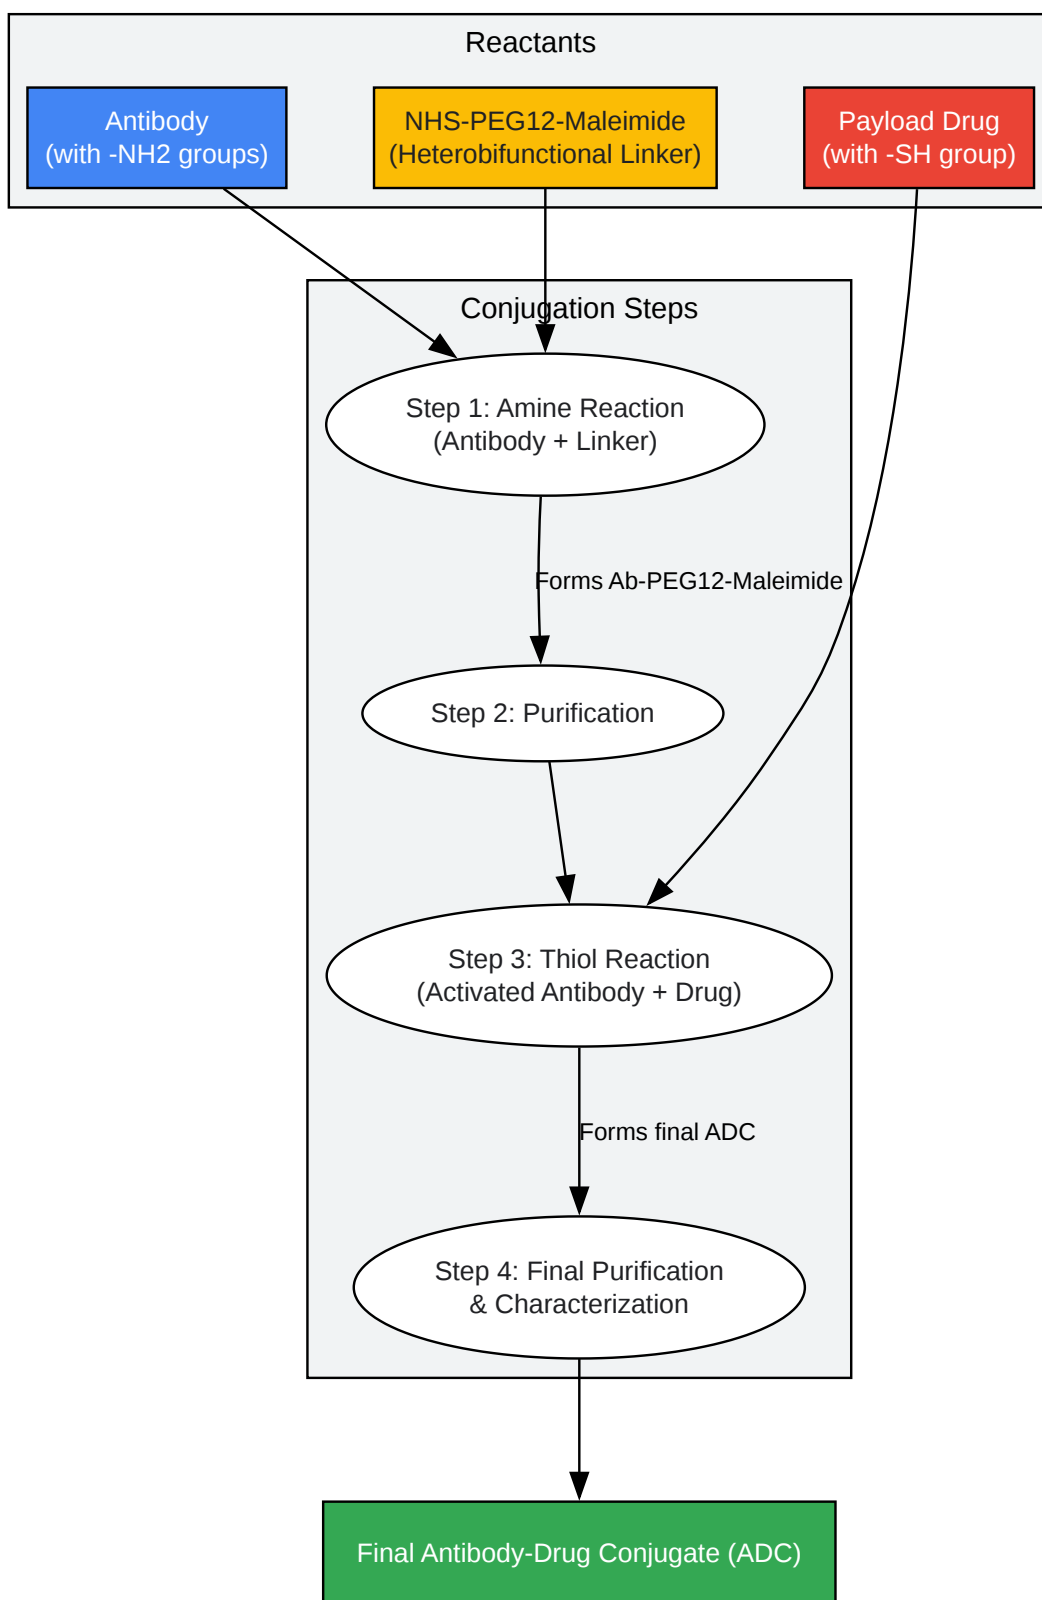 Reactants
Antibody
(with -NH2 groups)
NHS-PEG12-Maleimide
(Heterobifunctional Linker)
Payload Drug
(with -SH group)
Conjugation Steps
Step 1: Amine Reaction
(Antibody + Linker)
Forms Ab-PEG12-Maleimide
Step 2: Purification
Step 3: Thiol Reaction
(Activated Antibody + Drug)
Forms final ADC
Step 4: Final Purification
& Characterization
Final Antibody-Drug Conjugate (ADC)